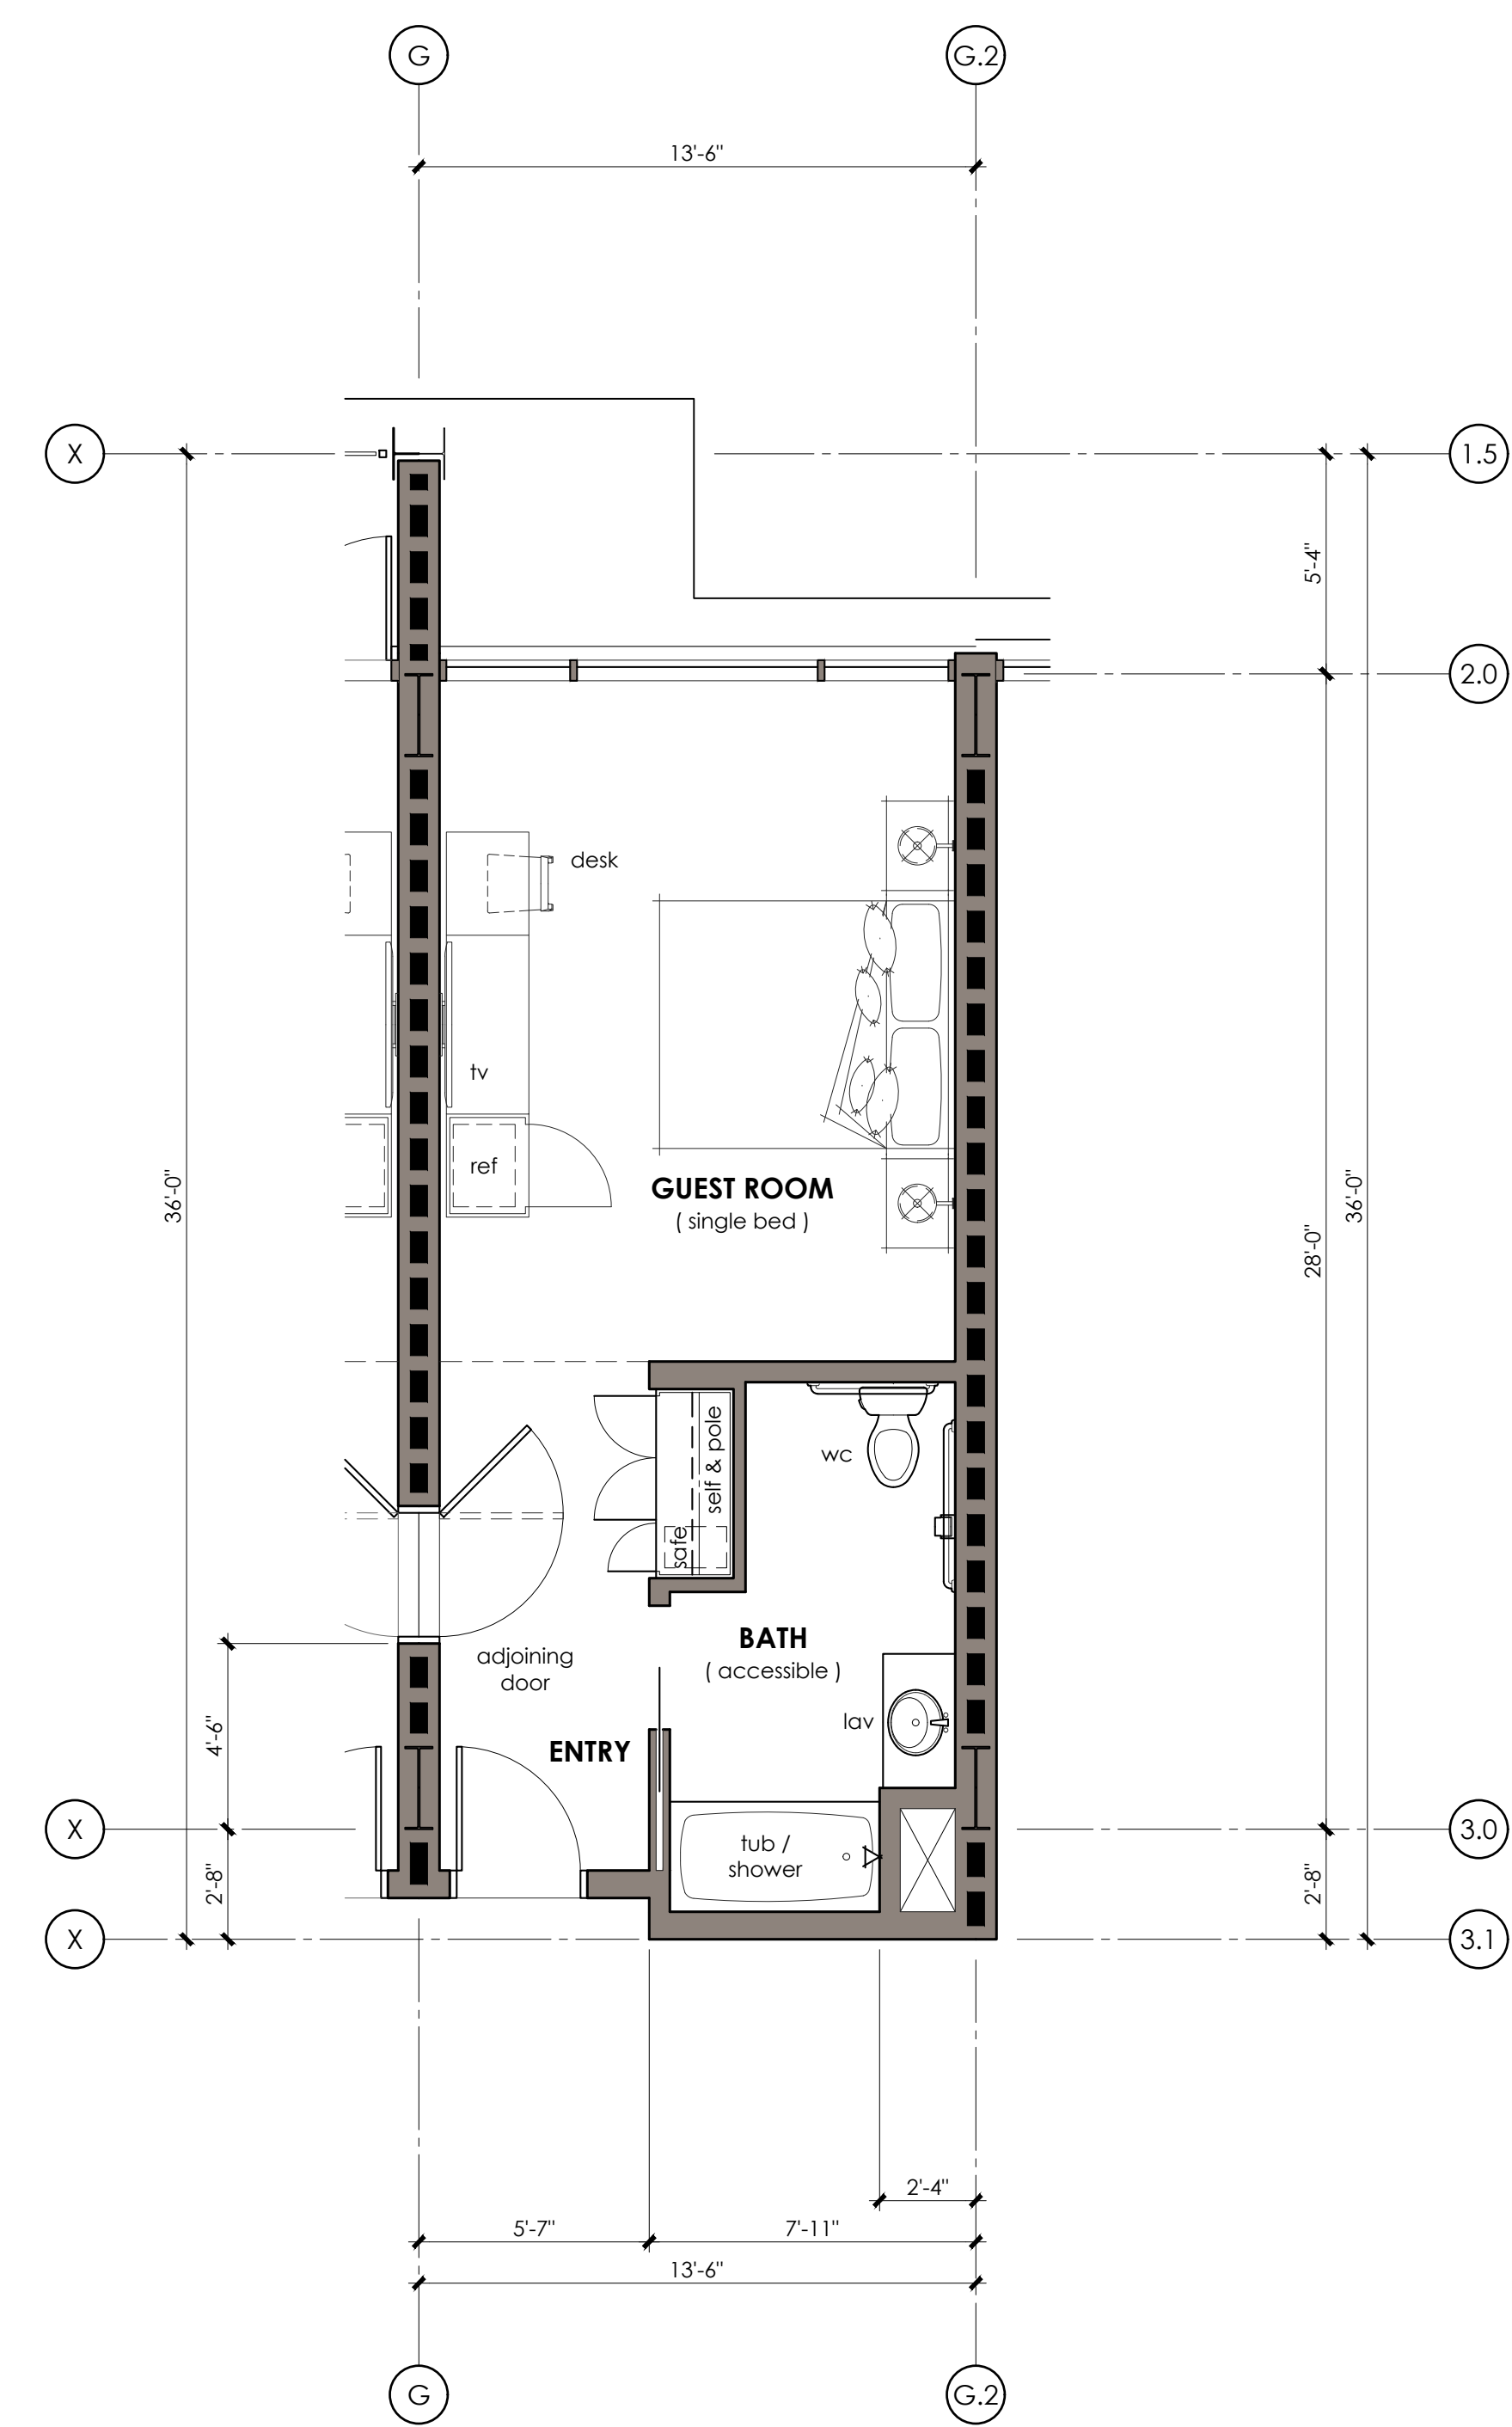 G
G.2
13'-6"
X
1.5
5'-4"
2.0
desk
tv
ref
GUEST ROOM
( single bed )
36'-0"
28'-0"
36'-0"
self & pole
safe
wc
BATH
( accessible )
adjoining
door
lav
4'-6"
ENTRY
tub /
shower
X
3.0
2'-8"
2'-8"
X
3.1
2'-4"
5'-7"
7'-11"
13'-6"
G
G.2